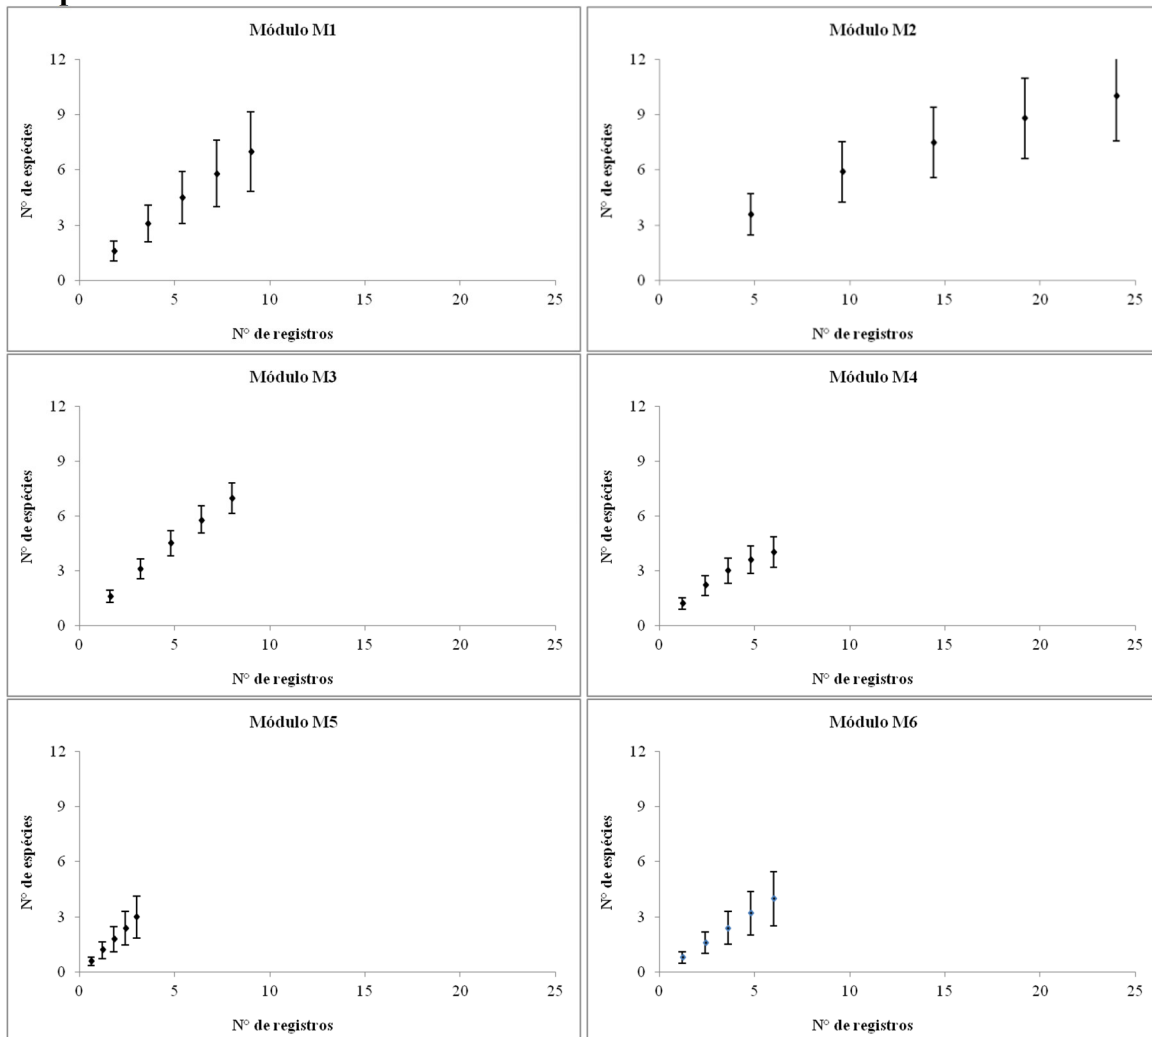 Módulo M1
12
9
6
3
0
N° de espécies
0 5 10 15 20 25
N° de registros
Módulo M2
12
9
6
3
0
N° de espécies
0 5 10 15 20 25
N° de registros
Módulo M3
12
9
6
3
0
N° de espécies
0 5 10 15 20 25
N° de registros
Módulo M4
12
9
6
3
0
N° de espécies
0 5 10 15 20 25
N° de registros
Módulo M5
12
9
6
3
0
N° de espécies
0 5 10 15 20 25
N° de registros
Módulo M6
12
9
6
3
0
N° de espécies
0 5 10 15 20 25
N° de registros